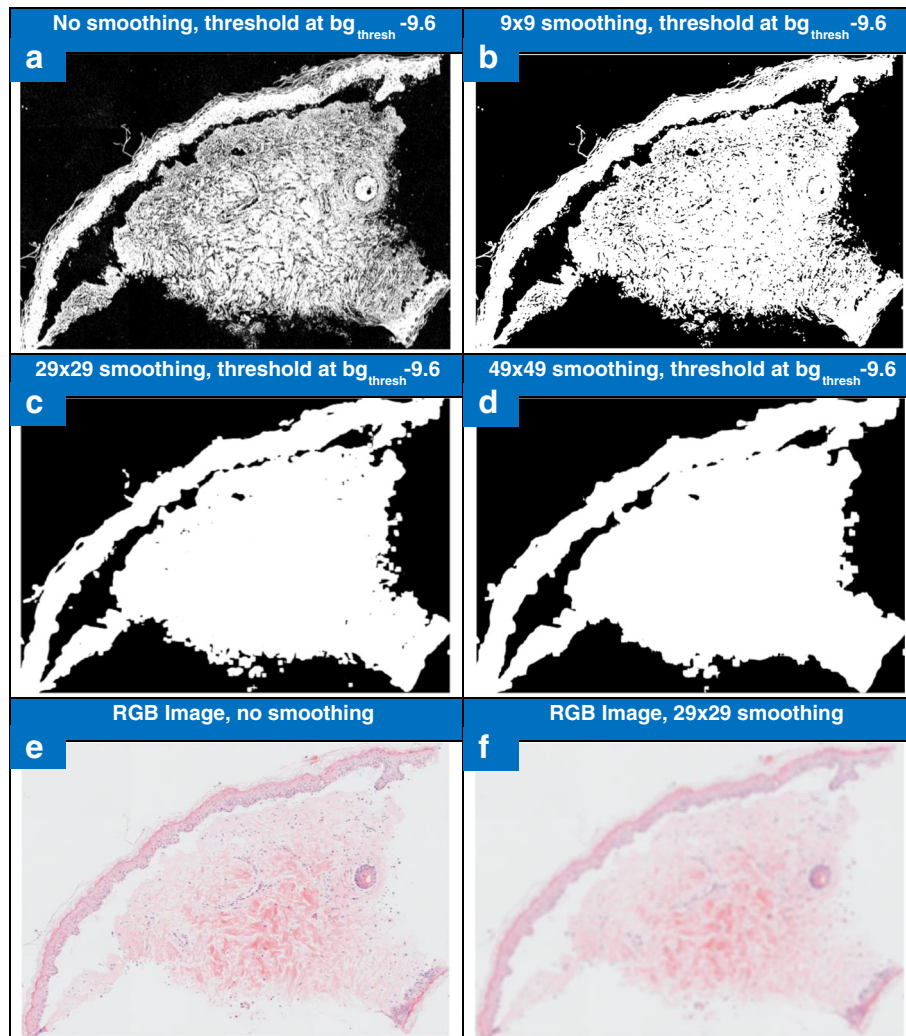 No smoothing, threshold at bgthresh-9.6
a
9x9 smoothing, threshold at bgthresh-9.6
b
29x29 smoothing, threshold at bgthresh-9.6
c
49x49 smoothing, threshold at bgthresh-9.6
d
RGB Image, no smoothing
e
RGB Image, 29x29 smoothing
f